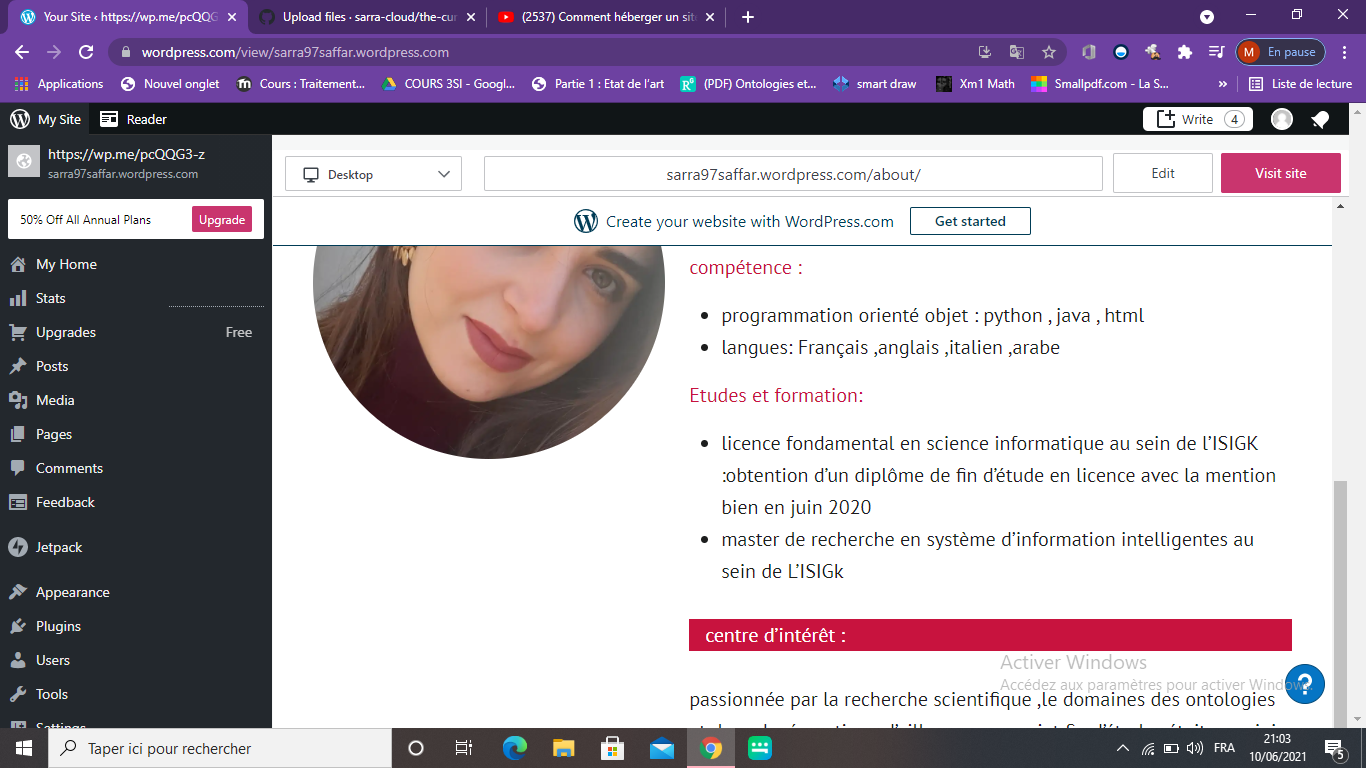 Your Site ‹ https://wp.me/pcQQG
Upload files · sarra-cloud/the-cur
(2537) Comment héberger un site
wordpress.com/view/sarra97saffar.wordpress.com
M En pause
Applications
Nouvel onglet
Cours : Traitement...
COURS 3SI - Googl...
Partie 1 : Etat de l'art
(PDF) Ontologies et...
smart draw
Xm1 Math
Smallpdf.com - La S...
»
Liste de lecture
My Site
Reader
Write 4
https://wp.me/pcQQG3-z
sarra97saffar.wordpress.com
50% Off All Annual Plans
Upgrade
My Home
Stats
Upgrades Free
Posts
Media
Pages
Comments
Feedback
Jetpack
Appearance
Plugins
Users
Tools
Settings
Desktop
sarra97saffar.wordpress.com/about/
Edit
Visit site
Create your website with WordPress.com
Get started
compétence :
programmation orienté objet : python , java , html
langues: Français ,anglais ,italien ,arabe
Etudes et formation:
licence fondamental en science informatique au sein de l'ISIGK
:obtention d'un diplôme de fin d'étude en licence avec la mention
bien en juin 2020
master de recherche en système d'information intelligentes au
sein de L'ISIGk
centre d'intérêt :
passionnée par la recherche scientifique ,le domaines des ontologies
Activer Windows
Accédez aux paramètres pour activer Windows.
?
Taper ici pour rechercher
FRA
21:03
10/06/2021
5